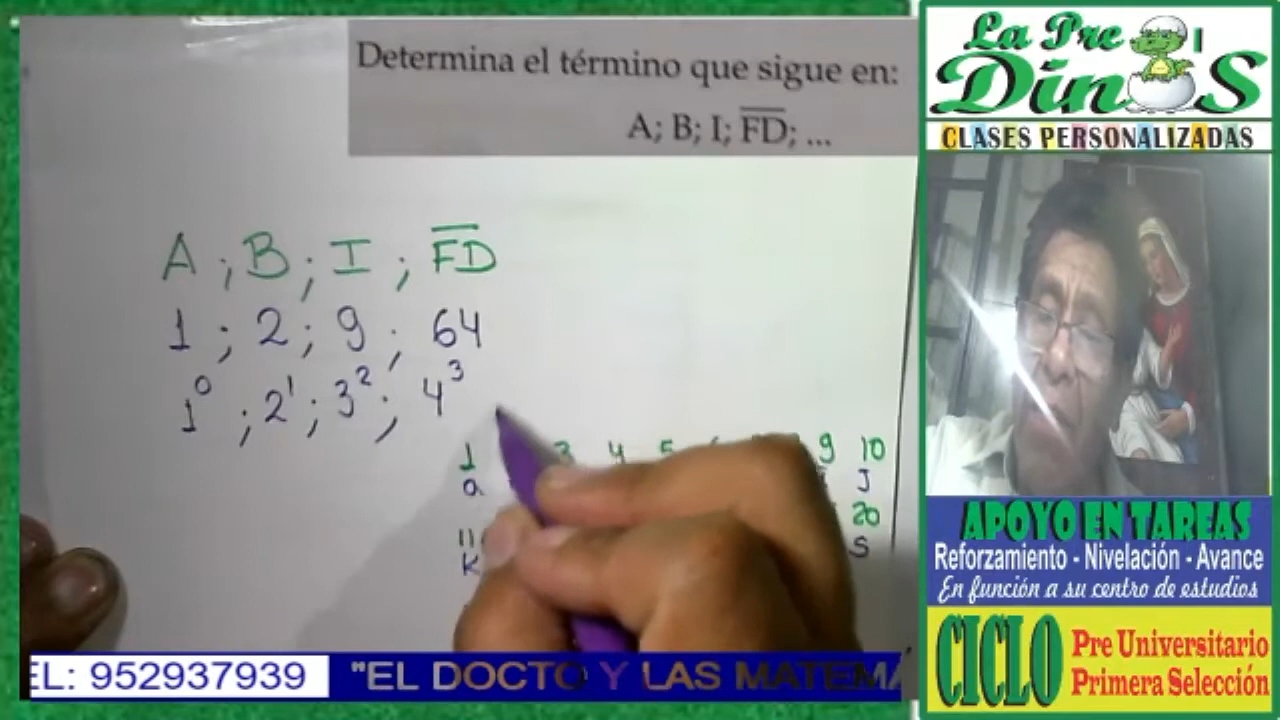 Determina el término que sigue en:
A; B; I; FD; ...
A ; B ; I ; FD
1 ; 2 ; 9 ; 64
1⁰ ; 2¹ ; 3² ; 4³
1 3 4 5 9 10
a J
20
11 S
K
EL: 952937939 "EL DOCTO Y LAS MATEMÁ
La Pre
DinoS
CLASES PERSONALIZADAS
APOYO EN TAREAS
Reforzamiento - Nivelación - Avance
En función a su centro de estudios
CICLO
Pre Universitario
Primera Selección